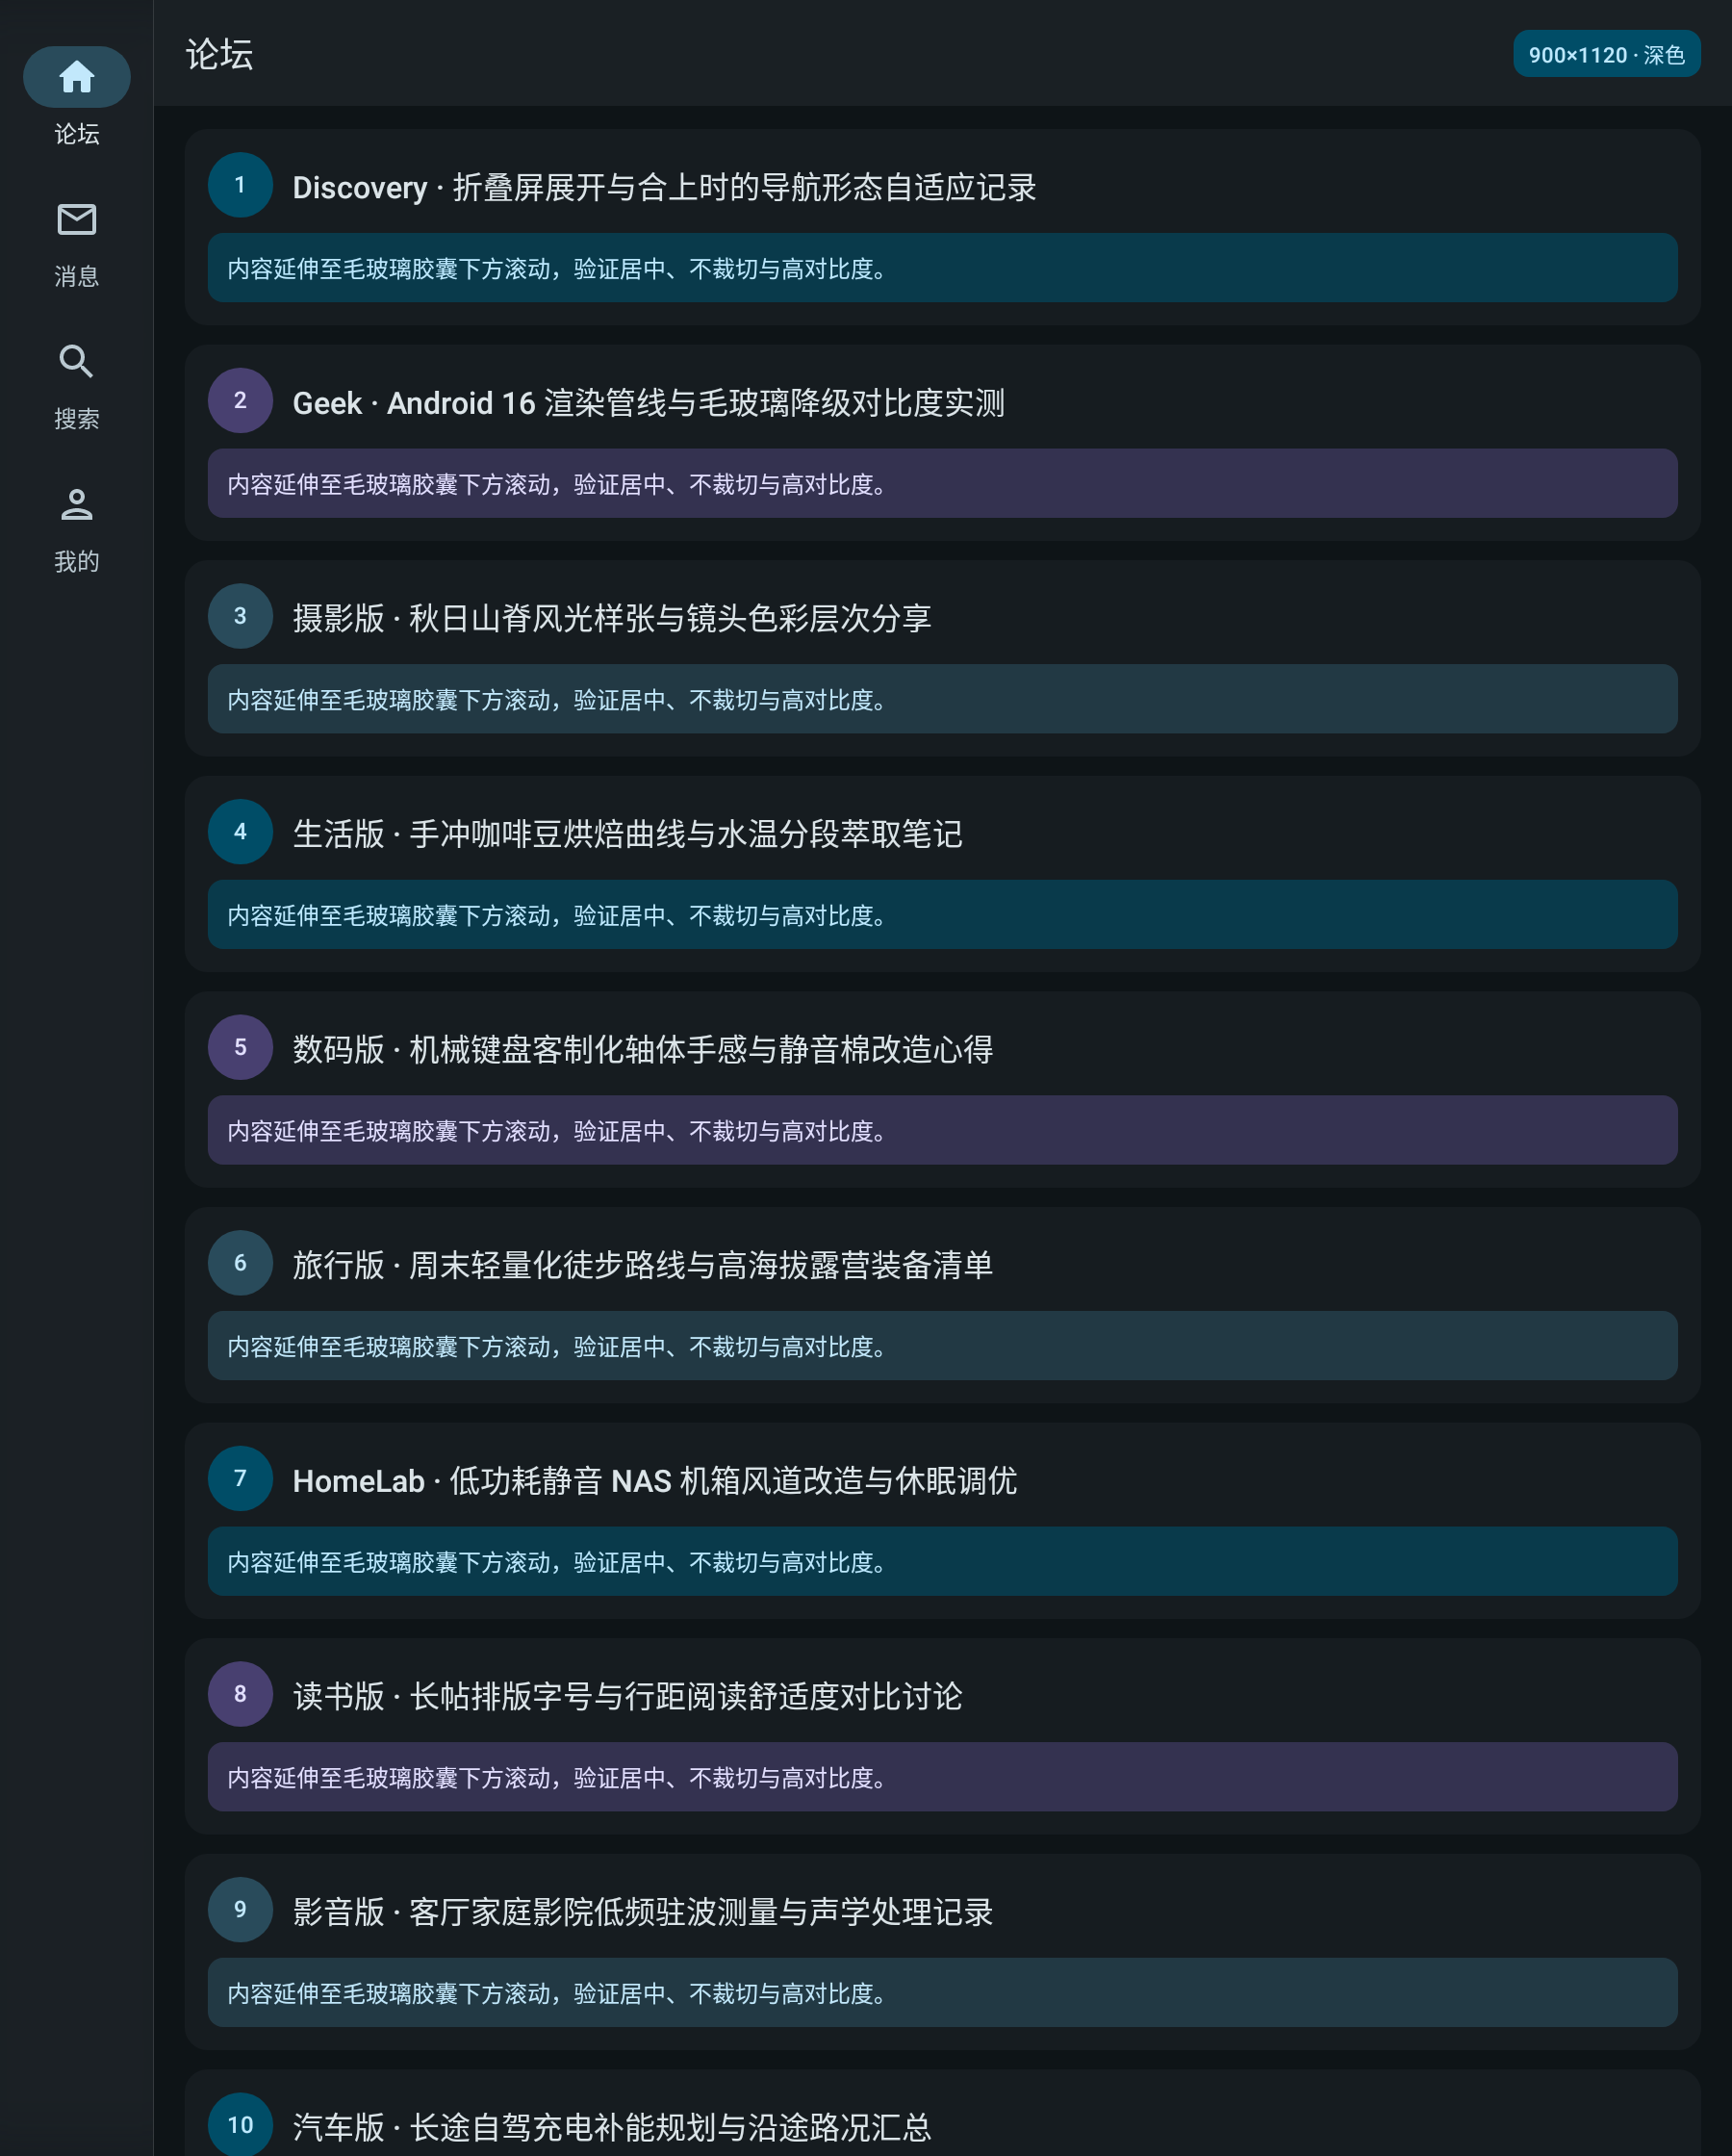 论坛
消息
搜索
我的
论坛
900×1120 · 深色
1
Discovery · 折叠屏展开与合上时的导航形态自适应记录
内容延伸至毛玻璃胶囊下方滚动，验证居中、不裁切与高对比度。
2
Geek · Android 16 渲染管线与毛玻璃降级对比度实测
内容延伸至毛玻璃胶囊下方滚动，验证居中、不裁切与高对比度。
3
摄影版 · 秋日山脊风光样张与镜头色彩层次分享
内容延伸至毛玻璃胶囊下方滚动，验证居中、不裁切与高对比度。
4
生活版 · 手冲咖啡豆烘焙曲线与水温分段萃取笔记
内容延伸至毛玻璃胶囊下方滚动，验证居中、不裁切与高对比度。
5
数码版 · 机械键盘客制化轴体手感与静音棉改造心得
内容延伸至毛玻璃胶囊下方滚动，验证居中、不裁切与高对比度。
6
旅行版 · 周末轻量化徒步路线与高海拔露营装备清单
内容延伸至毛玻璃胶囊下方滚动，验证居中、不裁切与高对比度。
7
HomeLab · 低功耗静音 NAS 机箱风道改造与休眠调优
内容延伸至毛玻璃胶囊下方滚动，验证居中、不裁切与高对比度。
8
读书版 · 长帖排版字号与行距阅读舒适度对比讨论
内容延伸至毛玻璃胶囊下方滚动，验证居中、不裁切与高对比度。
9
影音版 · 客厅家庭影院低频驻波测量与声学处理记录
内容延伸至毛玻璃胶囊下方滚动，验证居中、不裁切与高对比度。
10
汽车版 · 长途自驾充电补能规划与沿途路况汇总